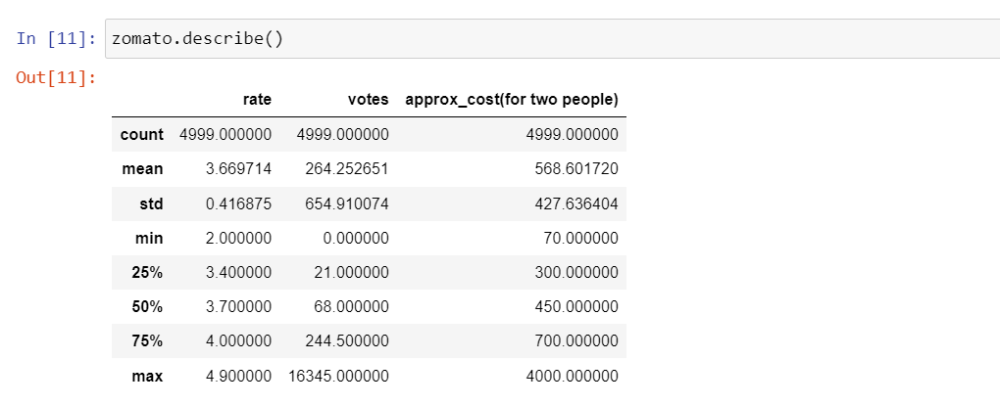 In [11]: zomato.describe()
Out[11]:
rate votes approx_cost(for two people)
count 4999.000000 4999.000000 4999.000000
mean 3.669714 264.252651 568.601720
std 0.416875 654.910074 427.636404
min 2.000000 0.000000 70.000000
25% 3.400000 21.000000 300.000000
50% 3.700000 68.000000 450.000000
75% 4.000000 244.500000 700.000000
max 4.900000 16345.000000 4000.000000